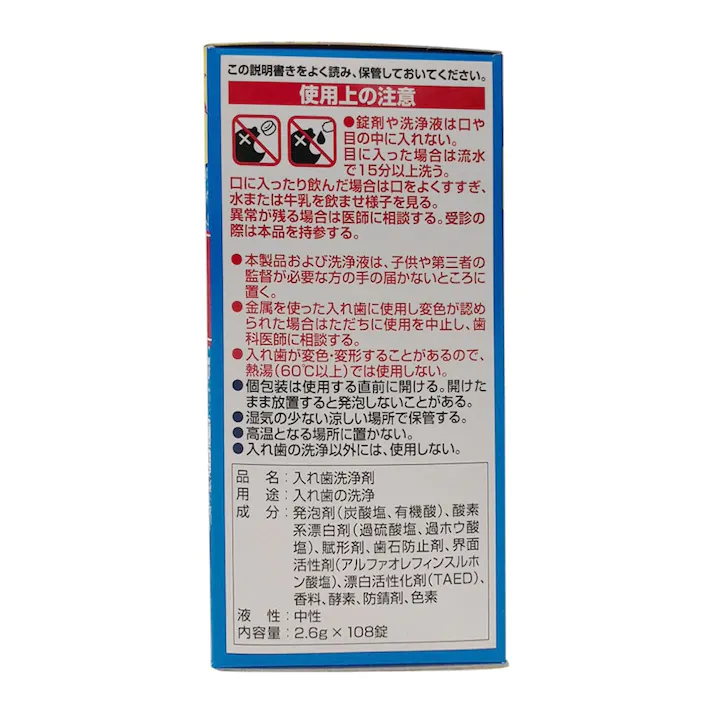 この説明書きをよく読み、保管しておいてください。
使用上の注意
●錠剤や洗浄液は口や
目の中に入れない。
目に入った場合は流水
で15分以上洗う。
口に入ったり飲んだ場合は口をよくすすぎ、
水または牛乳を飲ませ様子を見る。
異常が残る場合は医師に相談する。受診の
際は本品を持参する。
●本製品および洗浄液は、子供や第三者の
監督が必要な方の手の届かないところに
置く。
●金属を使った入れ歯に使用し変色が認め
られた場合はただちに使用を中止し、歯
科医師に相談する。
●入れ歯が変色・変形することがあるので、
熱湯(60℃以上)では使用しない。
●個包装は使用する直前に開ける。開けた
まま放置すると発泡しないことがある。
●湿気の少ない涼しい場所で保管する。
●高温となる場所に置かない。
●入れ歯の洗浄以外には、使用しない。
品 名:入れ歯洗浄剤
用 途:入れ歯の洗浄
成 分:発泡剤(炭酸塩、有機酸)、酸素
系漂白剤(過硫酸塩、過ホウ酸
塩)、賦形剤、歯石防止剤、界面
活性剤(アルファオレフィンスルホ
ン酸塩)、漂白活性化剤(TAED)、
香料、酵素、防錆剤、色素
液 性:中性
内容量:2.6g×108錠